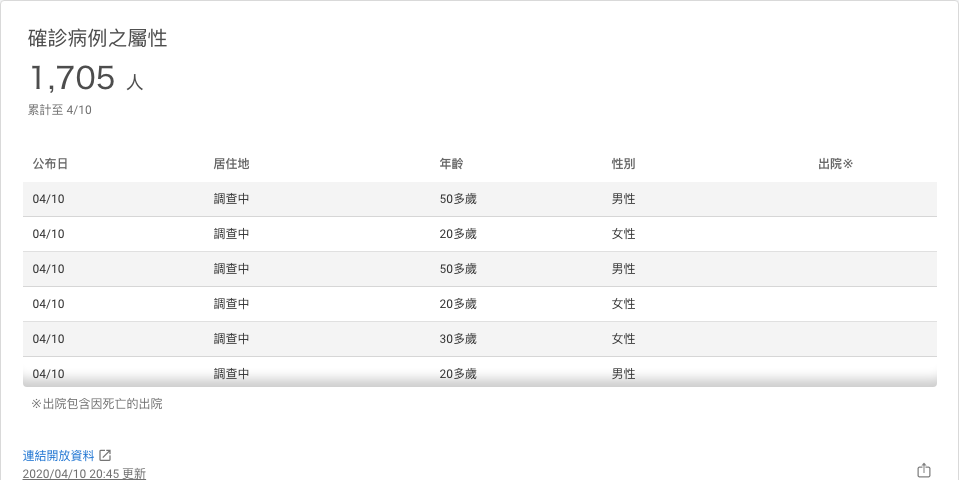 確診病例之屬性
1,705 人
累計至 4/10
公布日 居住地 年齡 性別 出院※
04/10 調查中 50多歲 男性
04/10 調查中 20多歲 女性
04/10 調查中 50多歲 男性
04/10 調查中 20多歲 女性
04/10 調查中 30多歲 女性
04/10 調查中 20多歲 男性
※出院包含因死亡的出院
連結開放資料
2020/04/10 20:45 更新